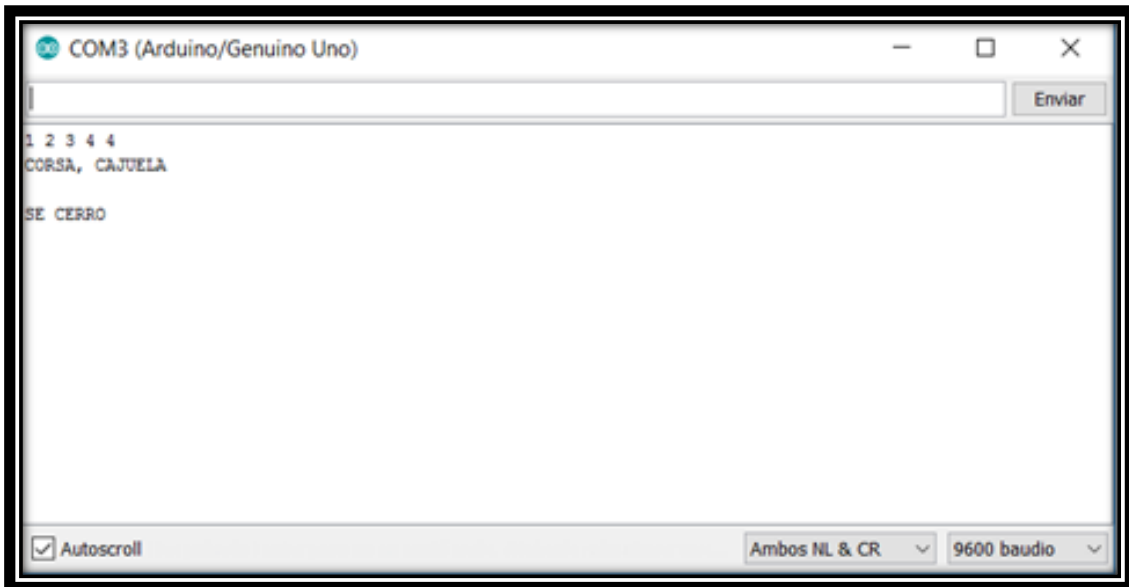 COM3 (Arduino/Genuino Uno)
Enviar
1 2 3 4 4
CORSA, CAJUELA
SE CERRO
Autoscroll
Ambos NL & CR
9600 baudio